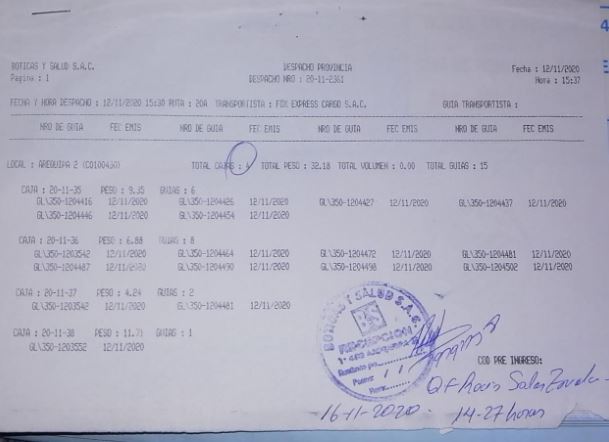 BOTICAS Y SALUD S.A.C. DESPACHO PROVINCIA Fecha : 12/11/2020
Pagina : 1 DESPACHO NRO : 20-11-2361 Hora : 15:37
FECHA Y HORA DESPACHO : 12/11/2020 15:30 RUTA : 20A TRANSPORTISTA : FOX EXPRESS CARGO S.A.C. GUIA TRANSPORTISTA :
NRO DE GUIA FEC EMIS NRO DE GUIA FEC EMIS NRO DE GUIA FEC EMIS NRO DE GUIA FEC EMIS
LOCAL : AREQUIPA 2 TOTAL CAJAS : 4 TOTAL PESO : 32.18 TOTAL VOLUMEN : 0.00 TOTAL GUIAS : 15
CAJA : 20-11-35 PESO : 9.35 GUIAS : 6
GL\350-1204416 12/11/2020 GL\350-1204426 12/11/2020 GL\350-1204427 12/11/2020 GL\350-1204437 12/11/2020
GL\350-1204446 12/11/2020 GL\350-1204454 12/11/2020
CAJA : 20-11-36 PESO : 6.88 GUIAS : 8
GL\350-1203542 12/11/2020 GL\350-1204464 12/11/2020 GL\350-1204472 12/11/2020 GL\350-1204481 12/11/2020
GL\350-1204487 12/11/2020 GL\350-1204490 12/11/2020 GL\350-1204498 12/11/2020 GL\350-1204502 12/11/2020
CAJA : 20-11-37 PESO : 4.24 GUIAS : 2
GL\350-1203542 12/11/2020 GL\350-1204481 12/11/2020
CAJA : 20-11-38 PESO : 11.71 GUIAS : 1
GL\350-1203552 12/11/2020
BOTICAS Y SALUD S.A.C.
RECEPCION
COD PRE INGRESO:
QF Rocio Salas
16-11-2020. 14-27 horas